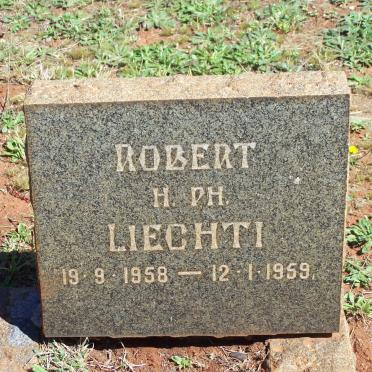 ROBERT
H. PH.
LIECHTI
19·9·1958 — 12·1·1959.